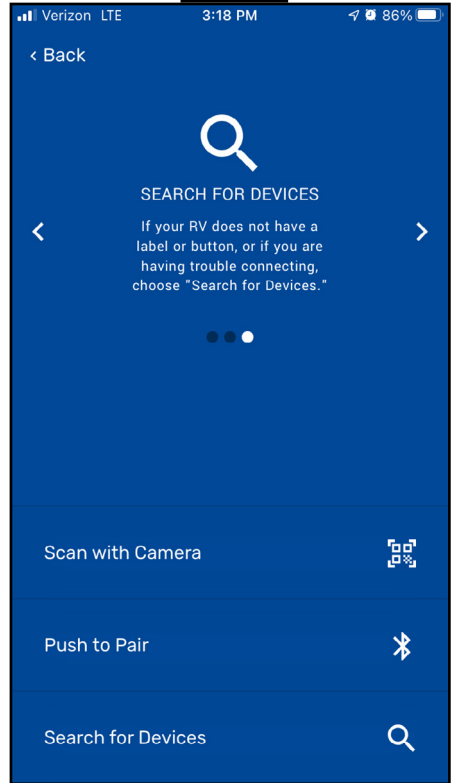 Verizon LTE 3:18 PM 86%
< Back
SEARCH FOR DEVICES
If your RV does not have a
label or button, or if you are
having trouble connecting,
choose "Search for Devices."
Scan with Camera
Push to Pair
Search for Devices